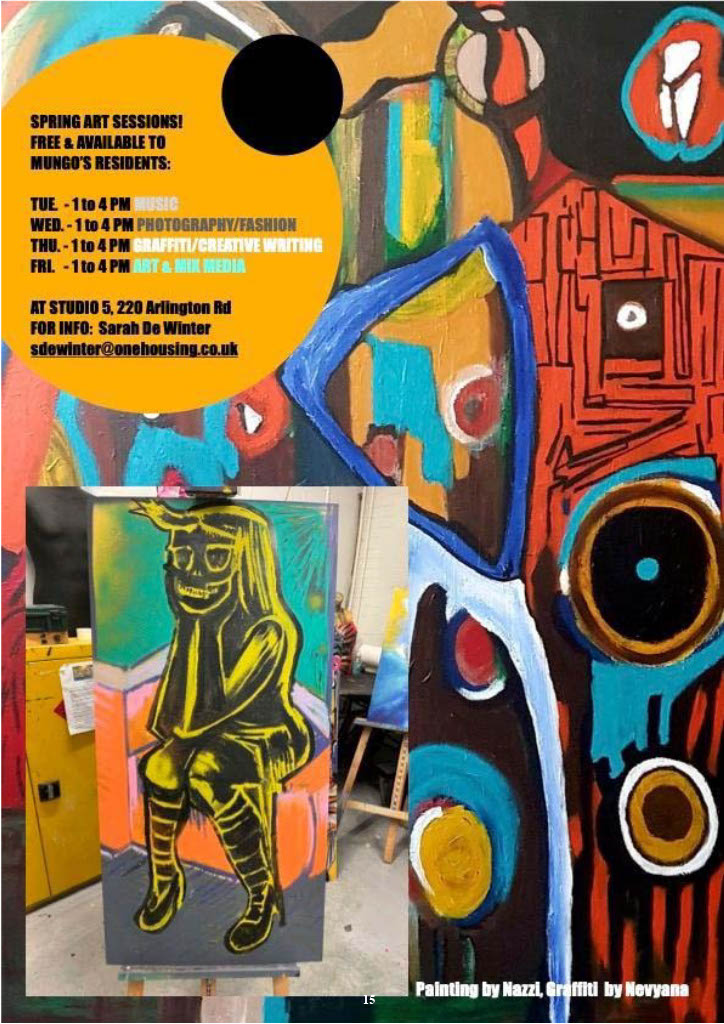 SPRING ART SESSIONS!
FREE & AVAILABLE TO
MUNGO'S RESIDENTS:
TUE. - 1 to 4 PM MUSIC
WED. - 1 to 4 PM PHOTOGRAPHY/FASHION
THU. - 1 to 4 PM GRAFFITI/CREATIVE WRITING
FRI. - 1 to 4 PM ART & MIX MEDIA
AT STUDIO 5, 220 Arlington Rd
FOR INFO: Sarah De Winter
sdewinter@onehousing.co.uk
Painting by Nazzi, Graffiti by Nevyana
15